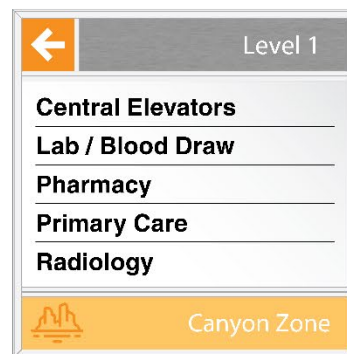 Level 1
Central Elevators
Lab / Blood Draw
Pharmacy
Primary Care
Radiology
Canyon Zone